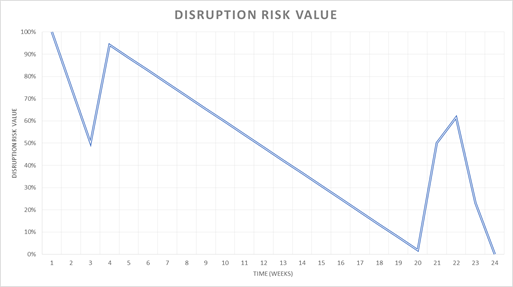 DISRUPTION RISK VALUE
100%
90%
80%
70%
60%
50%
40%
30%
20%
10%
0%
DISRUPTION RISK VALUE
1 2 3 4 5 6 7 8 9 10 11 12 13 14 15 16 17 18 19 20 21 22 23 24
TIME (WEEKS)